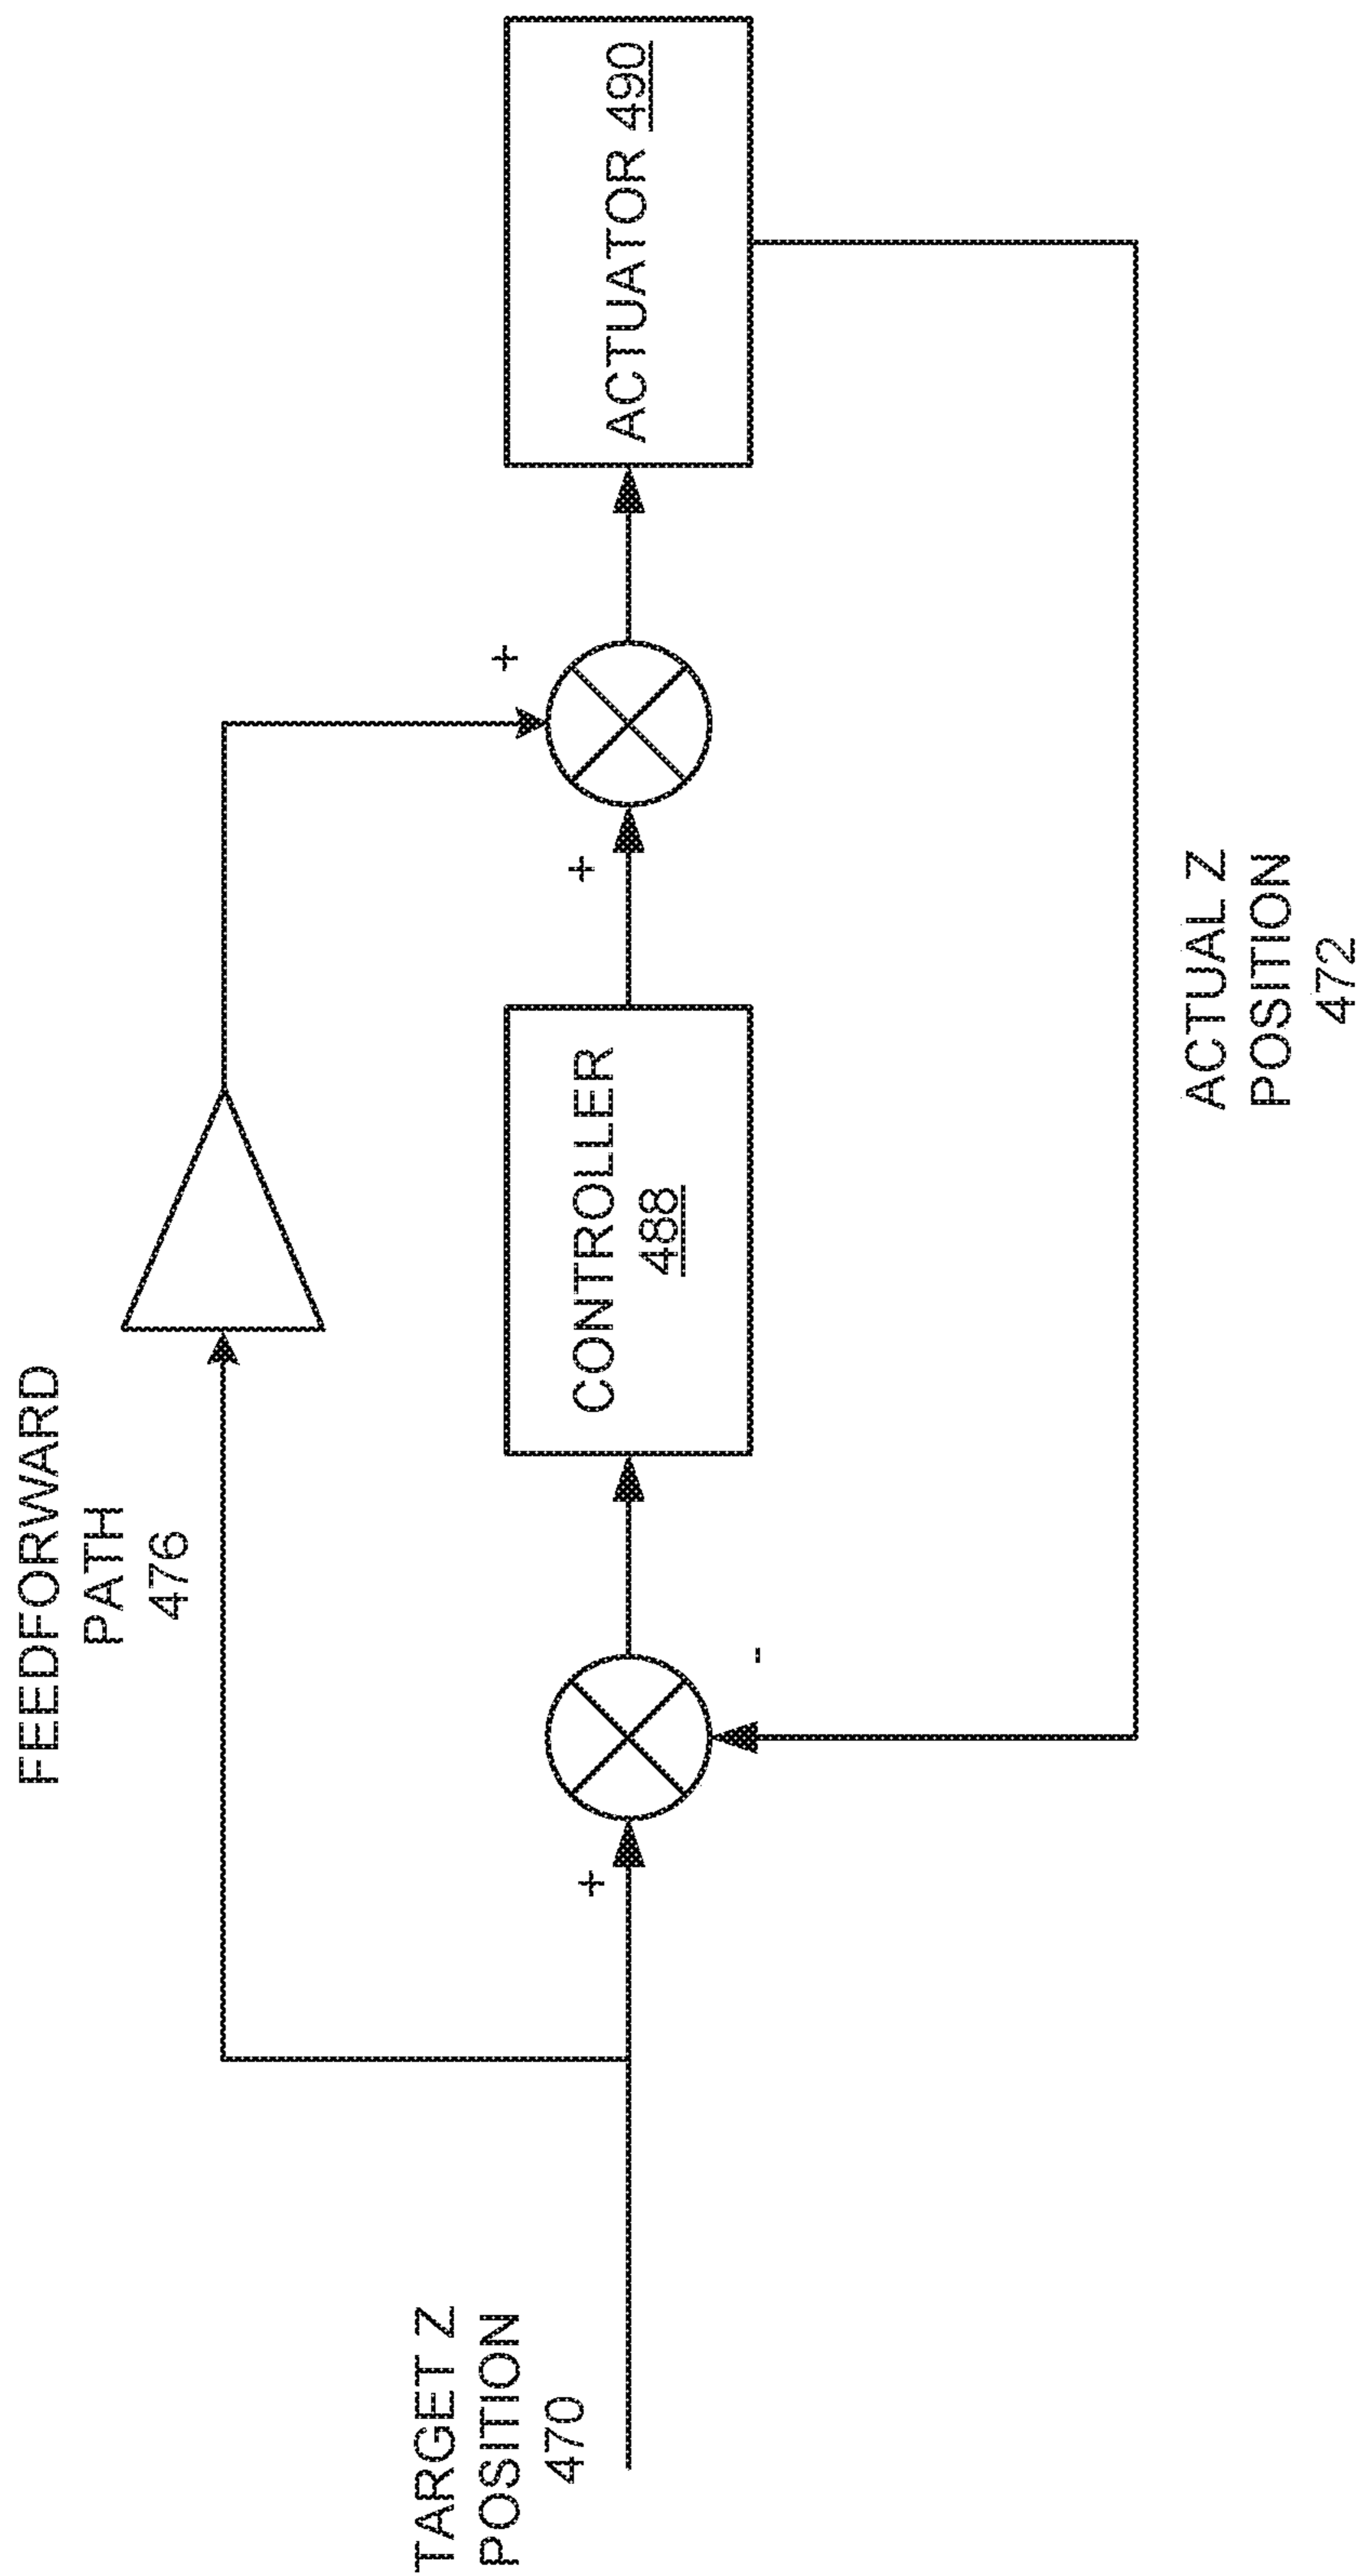 FEEDFORWARD
PATH
476
TARGET Z
POSITION
470
+
-
CONTROLLER
488
+
+
ACTUATOR 490
ACTUAL Z
POSITION
472